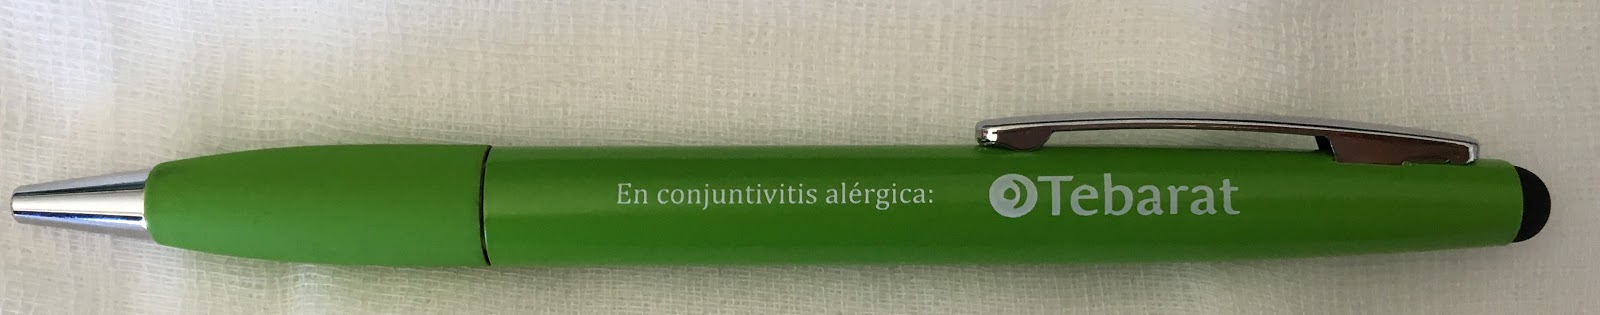 En conjuntivitis alérgica: Tebarat